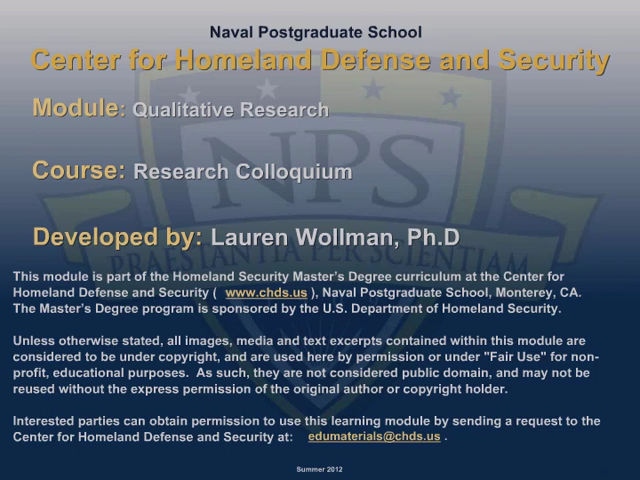 Naval Postgraduate School
Center for Homeland Defense and Security
Module: Qualitative Research
Course: Research Colloquium
Developed by: Lauren Wollman, Ph.D
NPS
PRAESTANTIA PER SCIENTIAM
This module is part of the Homeland Security Master's Degree curriculum at the Center for
Homeland Defense and Security ( www.chds.us ), Naval Postgraduate School, Monterey, CA.
The Master's Degree program is sponsored by the U.S. Department of Homeland Security.
Unless otherwise stated, all images, media and text excerpts contained within this module are
considered to be under copyright, and are used here by permission or under "Fair Use" for non-
profit, educational purposes. As such, they are not considered public domain, and may not be
reused without the express permission of the original author or copyright holder.
Interested parties can obtain permission to use this learning module by sending a request to the
Center for Homeland Defense and Security at: edumaterials@chds.us .
Summer 2012